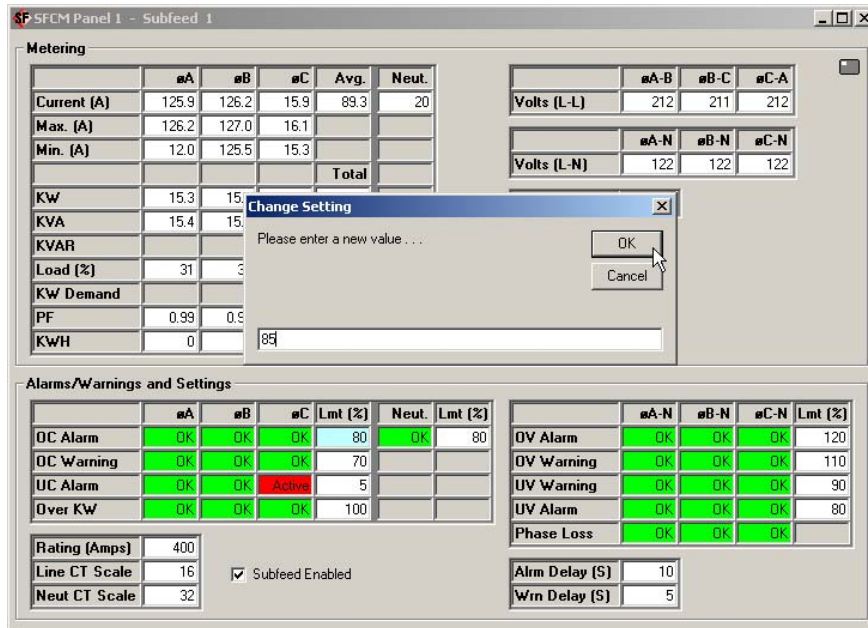 SF SFCM Panel 1 - Subfeed 1
Metering
øA øB øC Avg. Neut.
Current (A) 125.9 126.2 15.9 89.3 20
Max. (A) 126.2 127.0 16.1
Min. (A) 12.0 125.5 15.3
Total
KW 15.3 15.
KVA 15.4 15.
KVAR
Load (%) 31
KW Demand
PF 0.99 0.9
KWH 0
øA-B øB-C øC-A
Volts (L-L) 212 211 212
øA-N øB-N øC-N
Volts (L-N) 122 122 122
Change Setting
Please enter a new value . . .
OK
Cancel
85
Alarms/Warnings and Settings
øA øB øC Lmt (%) Neut. Lmt (%)
OC Alarm OK OK OK 80 OK 80
OC Warning OK OK OK 70
UC Alarm OK OK Active 5
Over KW OK OK OK 100
Rating (Amps) 400
Line CT Scale 16
Neut CT Scale 32
Subfeed Enabled
øA-N øB-N øC-N Lmt (%)
OV Alarm OK OK OK 120
OV Warning OK OK OK 110
UV Warning OK OK OK 90
UV Alarm OK OK OK 80
Phase Loss OK OK OK
Alrm Delay (S) 10
Wrn Delay (S) 5